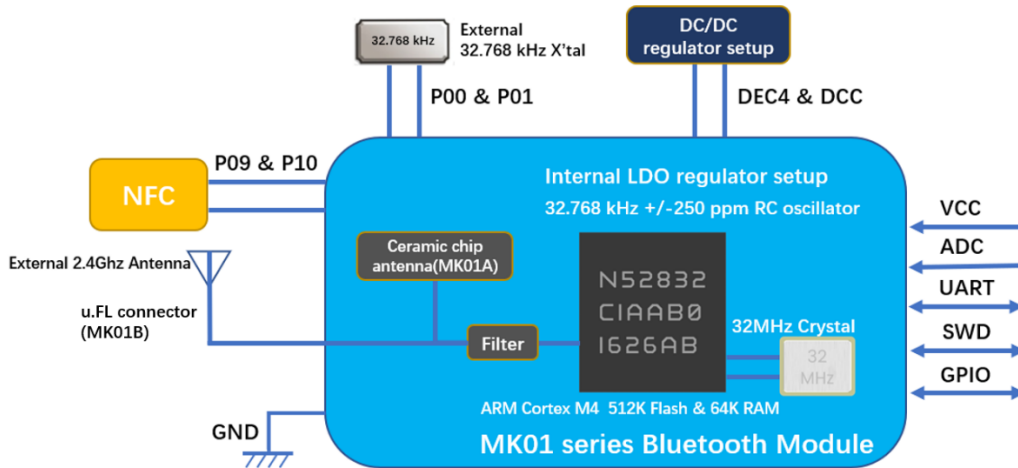 32.768 kHz
External
32.768 kHz X'tal
DC/DC
regulator setup
P00 & P01
DEC4 & DCC
P09 & P10
NFC
Internal LDO regulator setup
32.768 kHz +/-250 ppm RC oscillator
VCC
ADC
UART
SWD
GPIO
External 2.4Ghz Antenna
Ceramic chip
antenna(MK01A)
N52832
CIAAB0
1626AB
u.FL connector
(MK01B)
Filter
32MHz Crystal
32
MHz
ARM Cortex M4 512K Flash & 64K RAM
GND
MK01 series Bluetooth Module